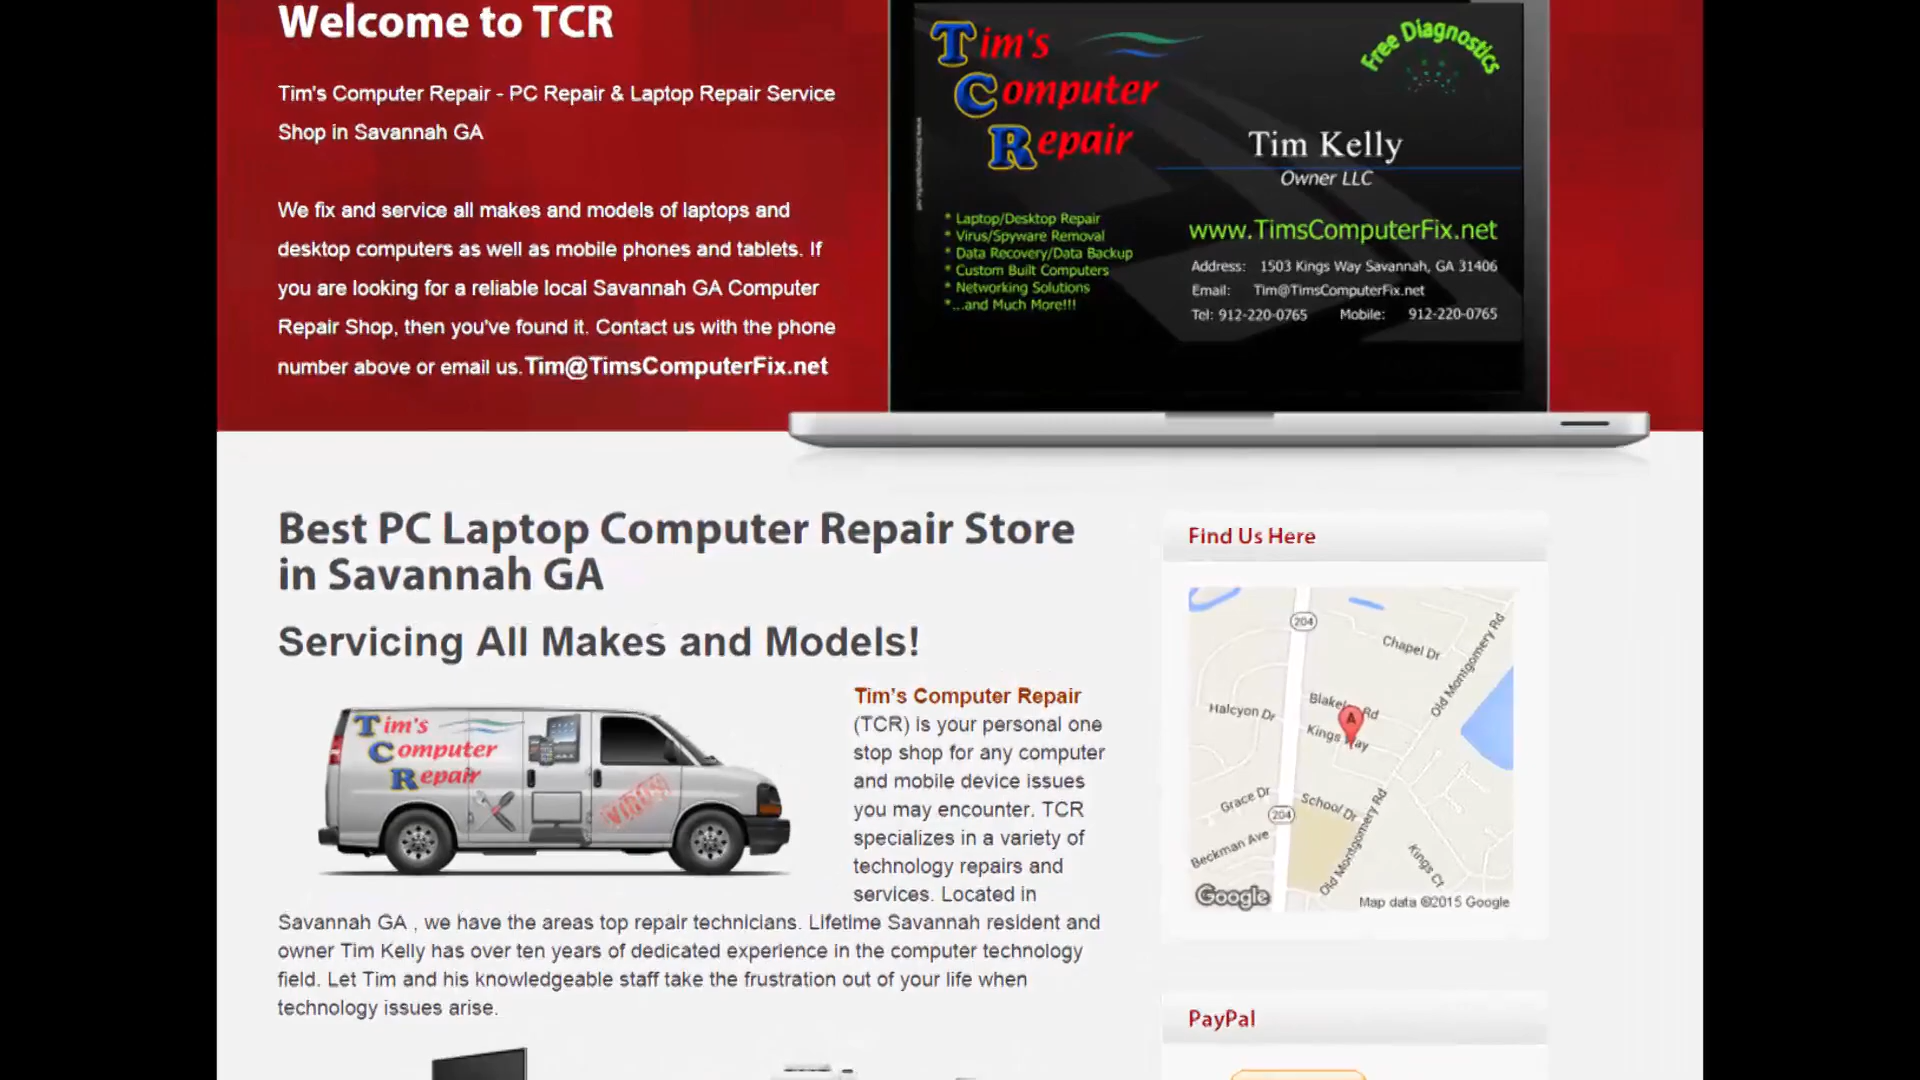 Welcome to TCR
Tim's Computer Repair - PC Repair & Laptop Repair Service
Shop in Savannah GA
We fix and service all makes and models of laptops and
desktop computers as well as mobile phones and tablets. If
you are looking for a reliable local Savannah GA Computer
Repair Shop, then you've found it. Contact us with the phone
number above or email us.Tim@TimsComputerFix.net
Tim's
Computer
Repair
Free Diagnostics
Tim Kelly
Owner LLC
* Laptop/Desktop Repair
* Virus/Spyware Removal
* Data Recovery/Data Backup
* Custom Built Computers
* Networking Solutions
*...and Much More!!!
www.TimsComputerFix.net
Address: 1503 Kings Way Savannah, GA 31406
Email: Tim@TimsComputerFix.net
Tel: 912-220-0765 Mobile: 912-220-0765
Best PC Laptop Computer Repair Store
in Savannah GA
Servicing All Makes and Models!
Tim's
Computer
Repair
VIRUS
Tim's Computer Repair
(TCR) is your personal one
stop shop for any computer
and mobile device issues
you may encounter. TCR
specializes in a variety of
technology repairs and
services. Located in
Savannah GA , we have the areas top repair technicians. Lifetime Savannah resident and
owner Tim Kelly has over ten years of dedicated experience in the computer technology
field. Let Tim and his knowledgeable staff take the frustration out of your life when
technology issues arise.
Find Us Here
204
Chapel Dr
Old Montgomery Rd
Halcyon Dr
A
Kings Way
Grace Dr
School Dr
204
Beckman Ave
Old Montgomery Rd
Kings Ct
Google
Map data ©2015 Google
PayPal